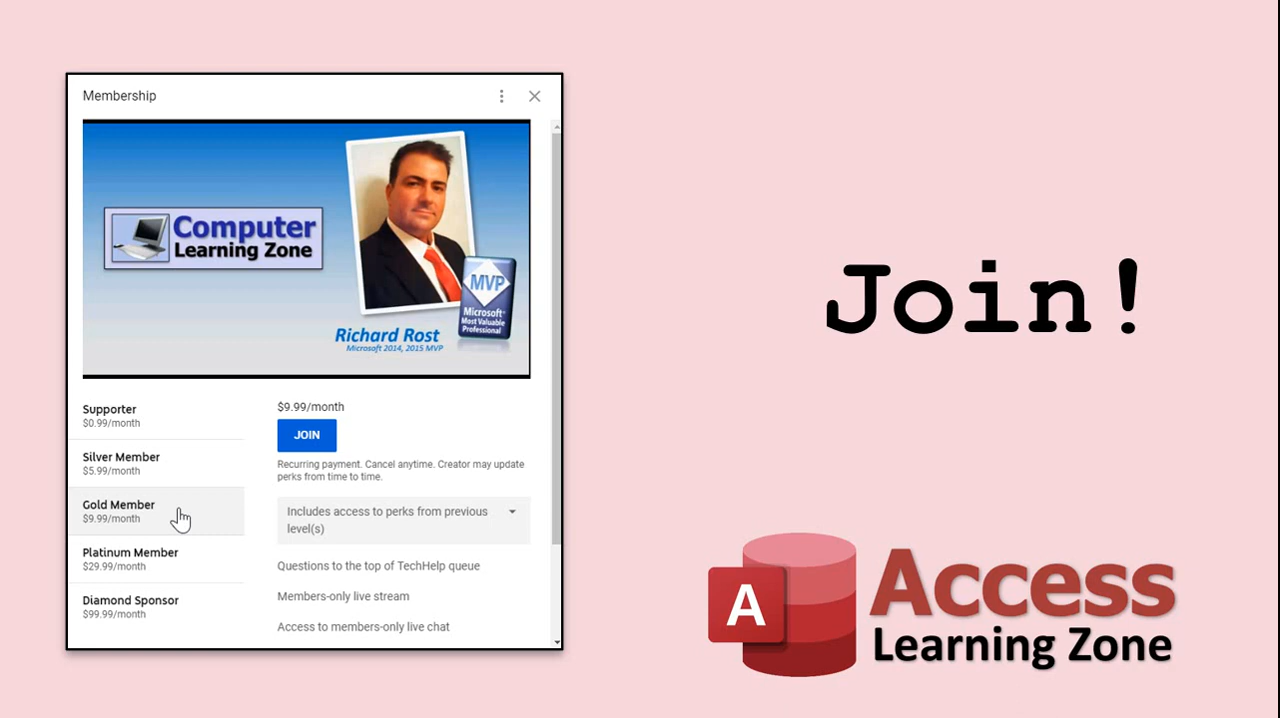 Membership
Computer
Learning Zone
MVP
Microsoft®
Most Valuable
Professional
Richard Rost
Microsoft 2014, 2015 MVP
Supporter
$0.99/month
Silver Member
$5.99/month
Gold Member
$9.99/month
Platinum Member
$29.99/month
Diamond Sponsor
$99.99/month
$9.99/month
JOIN
Recurring payment. Cancel anytime. Creator may update
perks from time to time.
Includes access to perks from previous
level(s)
Questions to the top of TechHelp queue
Members-only live stream
Access to members-only live chat
Join!
A
Access
Learning Zone